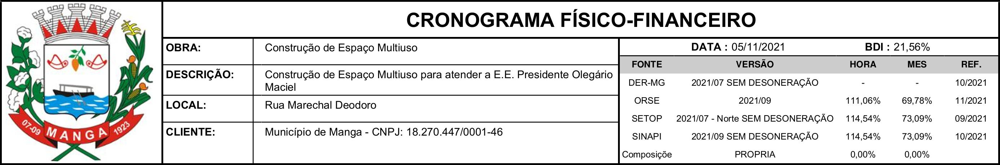 CRONOGRAMA FÍSICO-FINANCEIRO
OBRA: Construção de Espaço Multiuso
DESCRIÇÃO: Construção de Espaço Multiuso para atender a E.E. Presidente Olegário
Maciel
LOCAL: Rua Marechal Deodoro
CLIENTE: Município de Manga - CNPJ: 18.270.447/0001-46
DATA : 05/11/2021 BDI : 21,56%
FONTE VERSÃO HORA MES REF.
DER-MG 2021/07 SEM DESONERAÇÃO - - 10/2021
ORSE 2021/09 111,06% 69,78% 11/2021
SETOP 2021/07 - Norte SEM DESONERAÇÃO 114,54% 73,09% 09/2021
SINAPI 2021/09 SEM DESONERAÇÃO 114,54% 73,09% 10/2021
Composiçõe PROPRIA 0,00% 0,00%
07-09 MANGA 1923